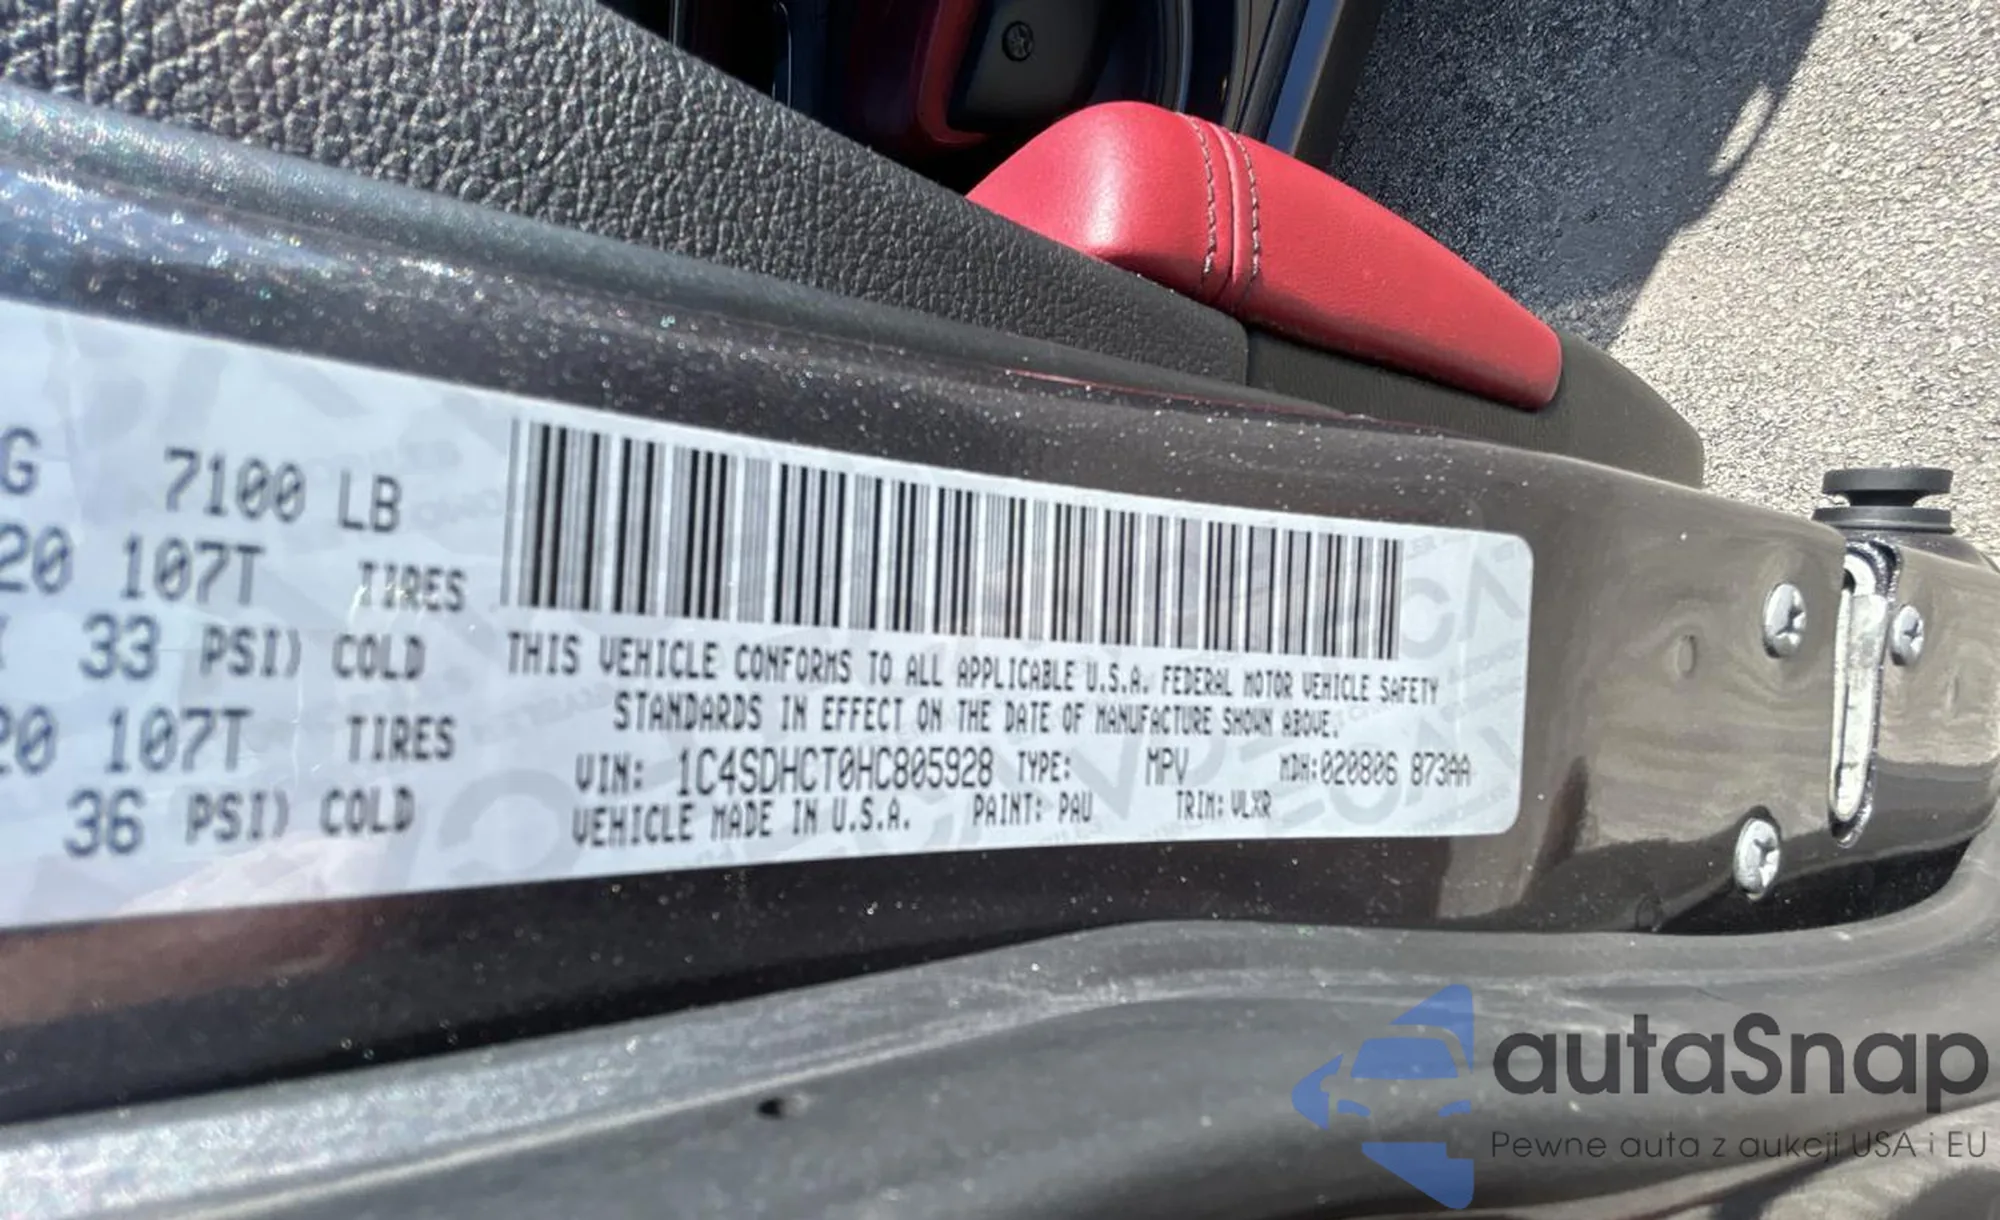 G 7100 LB
20 107T TIRES
33 PSI) COLD
20 107T TIRES
36 PSI) COLD
THIS VEHICLE CONFORMS TO ALL APPLICABLE U.S.A. FEDERAL MOTOR VEHICLE SAFETY
STANDARDS IN EFFECT ON THE DATE OF MANUFACTURE SHOWN ABOVE.
VIN: 1C4SDHCT0HC805928 TYPE: MPV MDH:020806 873AA
VEHICLE MADE IN U.S.A. PAINT: PAU TRIM: VLXR
autaSnap
Pewne auta z aukcji USA i EU